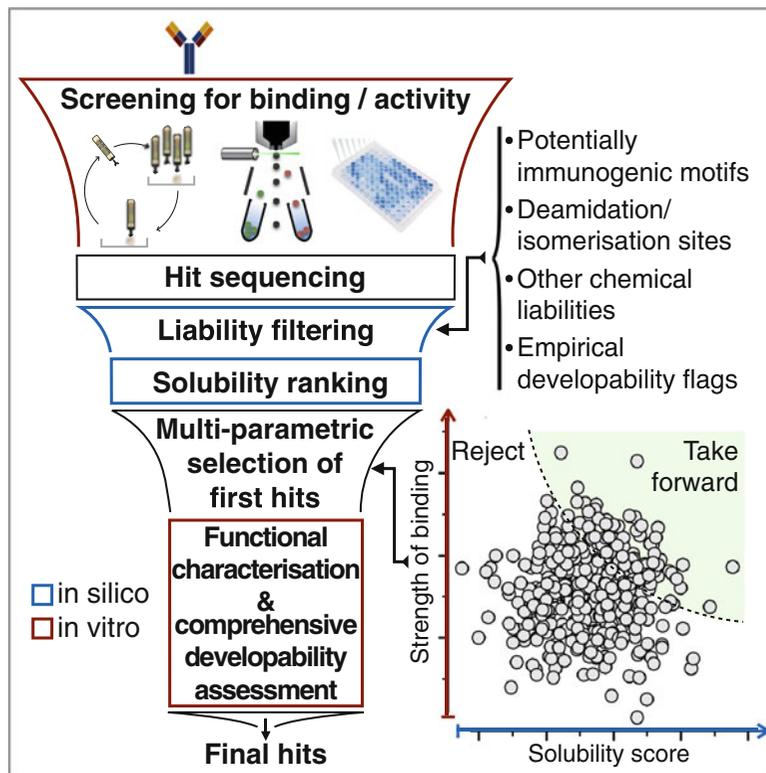 Screening for binding / activity
Hit sequencing
Liability filtering
Solubility ranking
Multi-parametric
selection of
first hits
Functional
characterisation
&
comprehensive
developability
assessment
Final hits
in silico
in vitro
•Potentially
immunogenic motifs
•Deamidation/
isomerisation sites
•Other chemical
liabilities
•Empirical
developability flags
Reject
Take
forward
Strength of binding
Solubility score